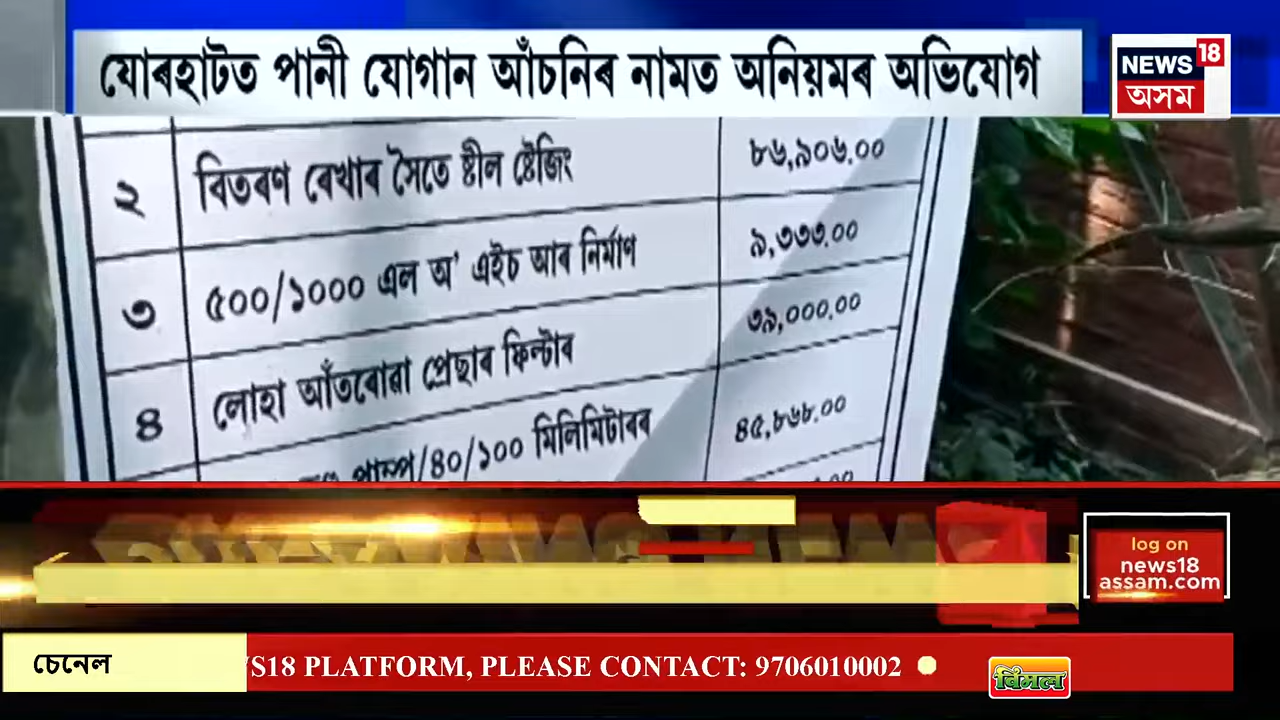 যোৰহাটত পানী যোগান আঁচনিৰ নামত অনিয়মৰ অভিযোগ
NEWS 18
অসম
২ বিতৰণ ৰেখাৰ সৈতে ষ্টীল ষ্টেজিং ৮৬,৯০৬.০০
৩ ৫০০/১০০০ এল অ' এইচ আৰ নিৰ্মাণ ৯,৩৩৩.০০
৪ লোহা আঁতৰোৱা প্ৰেছাৰ ফিল্টাৰ ৩৯,০০০.০০
পাম্প/৪০/১০০ মিলিমিটাৰৰ ৪৫,৮৬৮.০০
log on
news18
assam.com
চেনেল
S18 PLATFORM, PLEASE CONTACT: 9706010002
বিমল